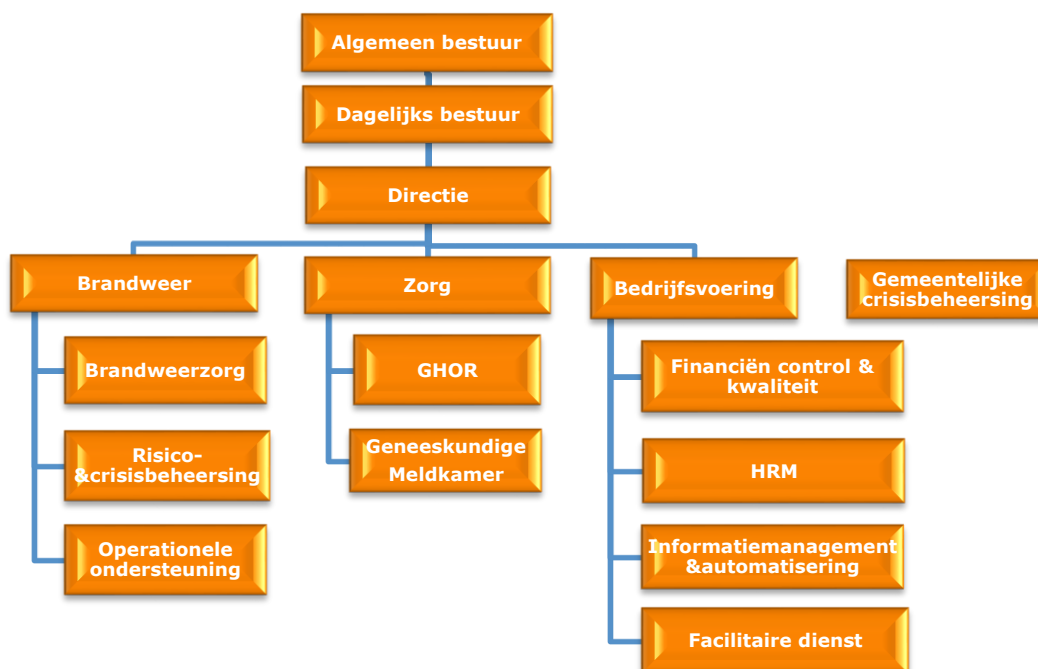 Algemeen bestuur
Dagelijks bestuur
Directie
Brandweer
Zorg
Bedrijfsvoering
Gemeentelijke
crisisbeheersing
Brandweerzorg
Risico-
&crisisbeheersing
Operationele
ondersteuning
GHOR
Geneeskundige
Meldkamer
Financiën control &
kwaliteit
HRM
Informatiemanagement
&automatisering
Facilitaire dienst